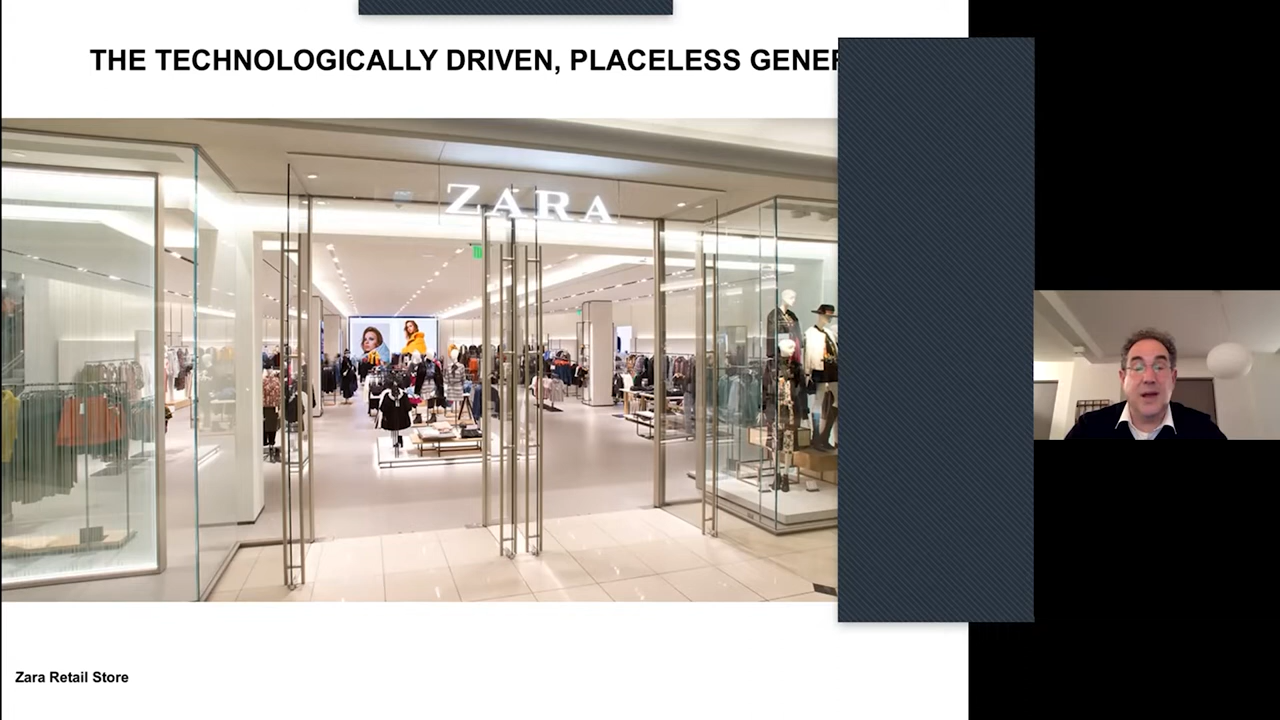 THE TECHNOLOGICALLY DRIVEN, PLACELESS GENER
ZARA
Zara Retail Store